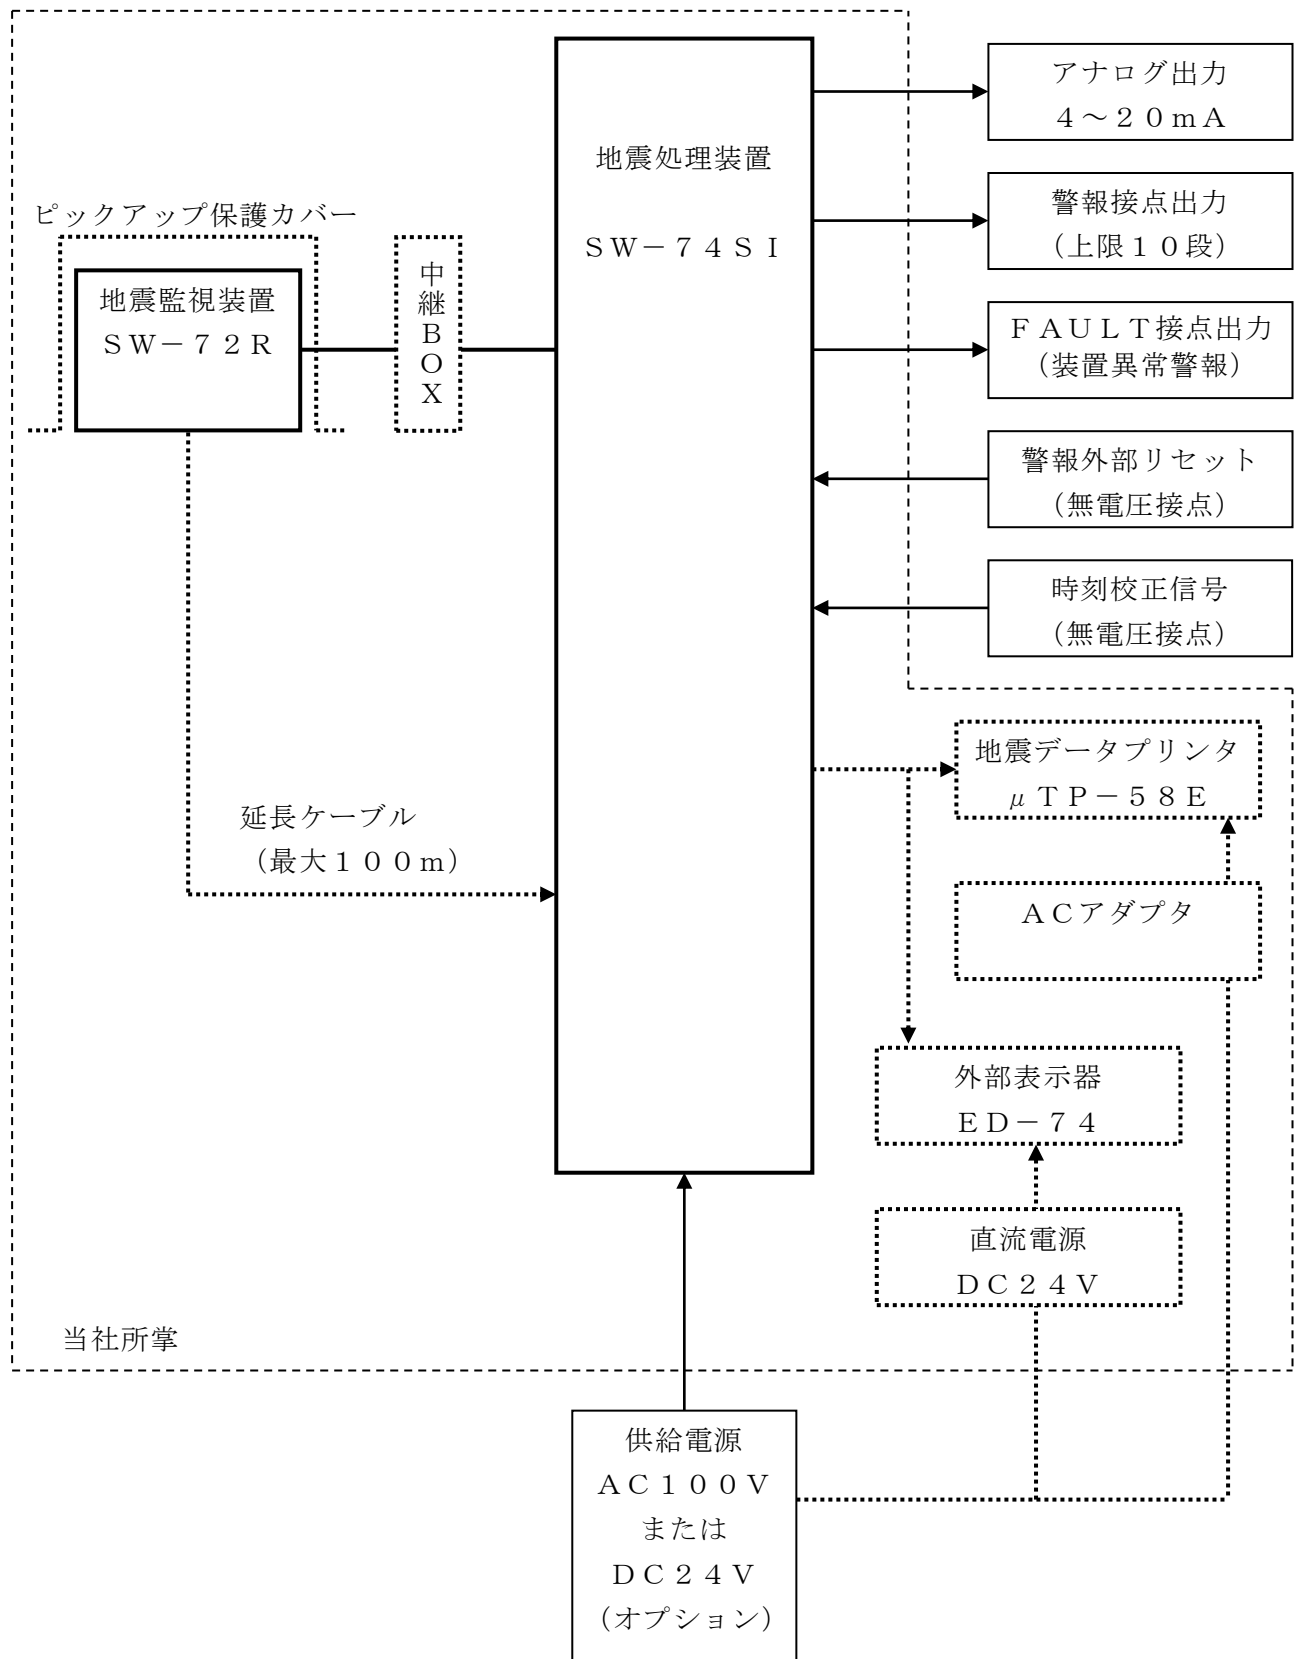 アナログ出力
４～２０ｍＡ
地震処理装置
ＳＷ－７４ＳＩ
警報接点出力
（上限１０段）
ピックアップ保護カバー
地震監視装置
ＳＷ－７２Ｒ
中継ＢＯＸ
ＦＡＵＬＴ接点出力
（装置異常警報）
警報外部リセット
（無電圧接点）
時刻校正信号
（無電圧接点）
地震データプリンタ
μＴＰ－５８Ｅ
延長ケーブル
（最大１００ｍ）
ＡＣアダプタ
外部表示器
ＥＤ－７４
直流電源
ＤＣ２４Ｖ
当社所掌
供給電源
ＡＣ１００Ｖ
または
ＤＣ２４Ｖ
（オプション）